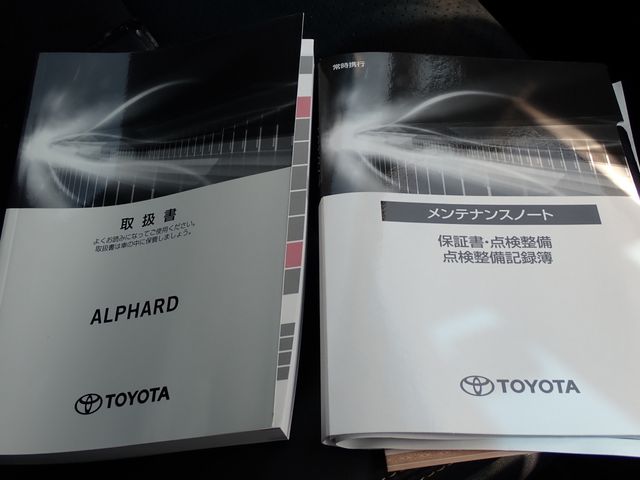 取扱書
よくお読みになってご使用ください。
取扱書は車の中に保管しましょう。
ALPHARD
TOYOTA
常時携行
メンテナンスノート
保証書・点検整備
点検整備記録簿
TOYOTA